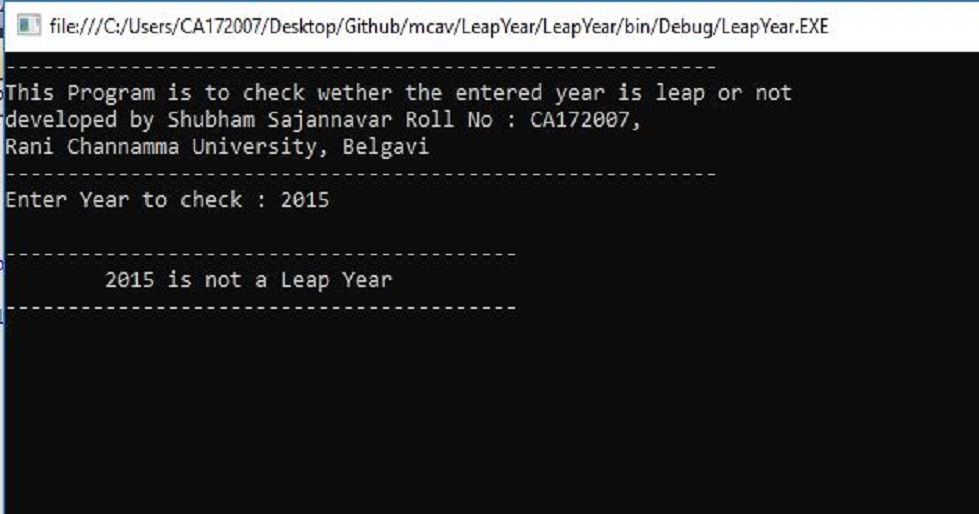 file:///C:/Users/CA172007/Desktop/Github/mcav/LeapYear/LeapYear/bin/Debug/LeapYear.EXE
---------------------------------------------------------
This Program is to check wether the entered year is leap or not
developed by Shubham Sajannavar Roll No : CA172007,
Rani Channamma University, Belgavi
---------------------------------------------------------
Enter Year to check : 2015
-----------------------------------------
2015 is not a Leap Year
-----------------------------------------